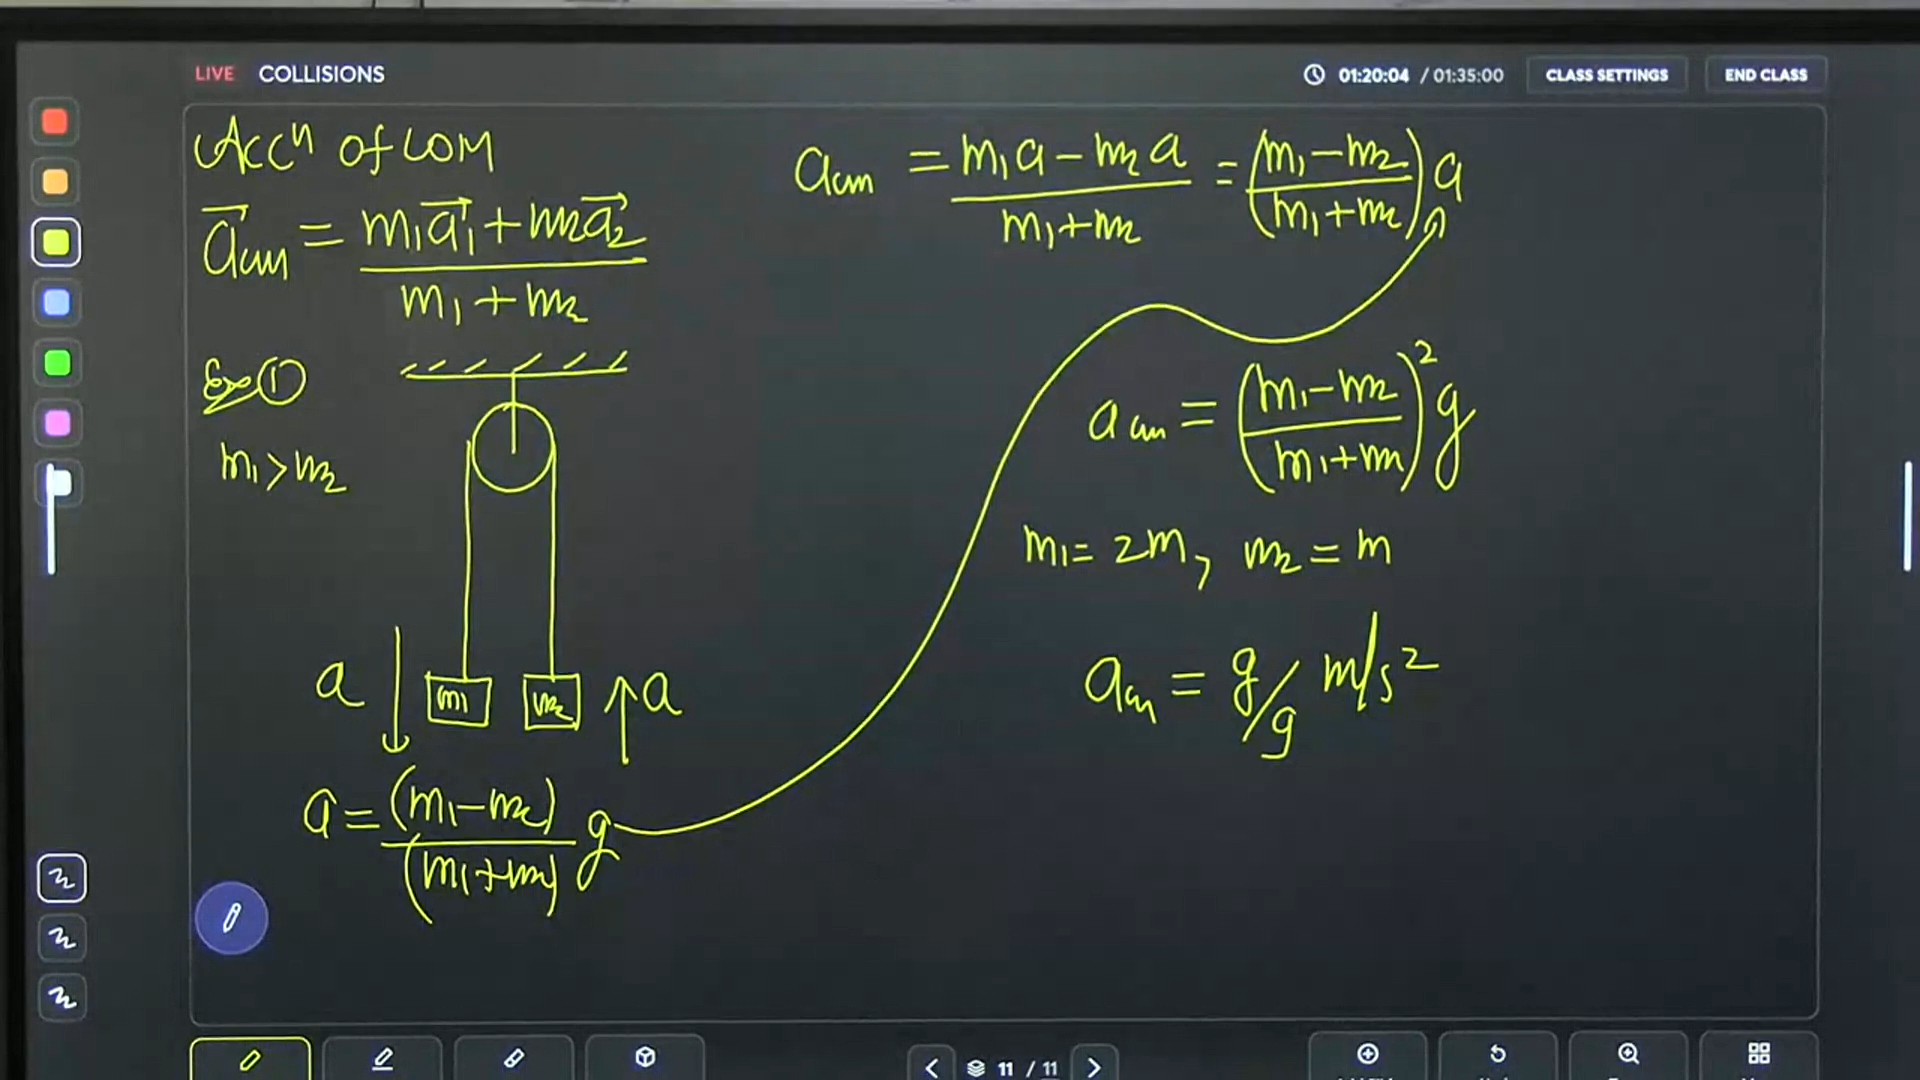 LIVE COLLISIONS
01:20:04 / 01:35:00 CLASS SETTINGS END CLASS
Accⁿ of COM
a⃗cm = (m₁a⃗₁ + m₂a⃗₂) / (m₁ + m₂)
Ex ①
m₁ > m₂
a
m₁
m₂
a
a = (m₁ - m₂) / (m₁ + m₂) g
acm = (m₁a - m₂a) / (m₁ + m₂) = ((m₁ - m₂) / (m₁ + m₂)) a
acm = ((m₁ - m₂) / (m₁ + m₂))² g
m₁ = 2m, m₂ = m
acm = g/9 m/s²
11 / 11